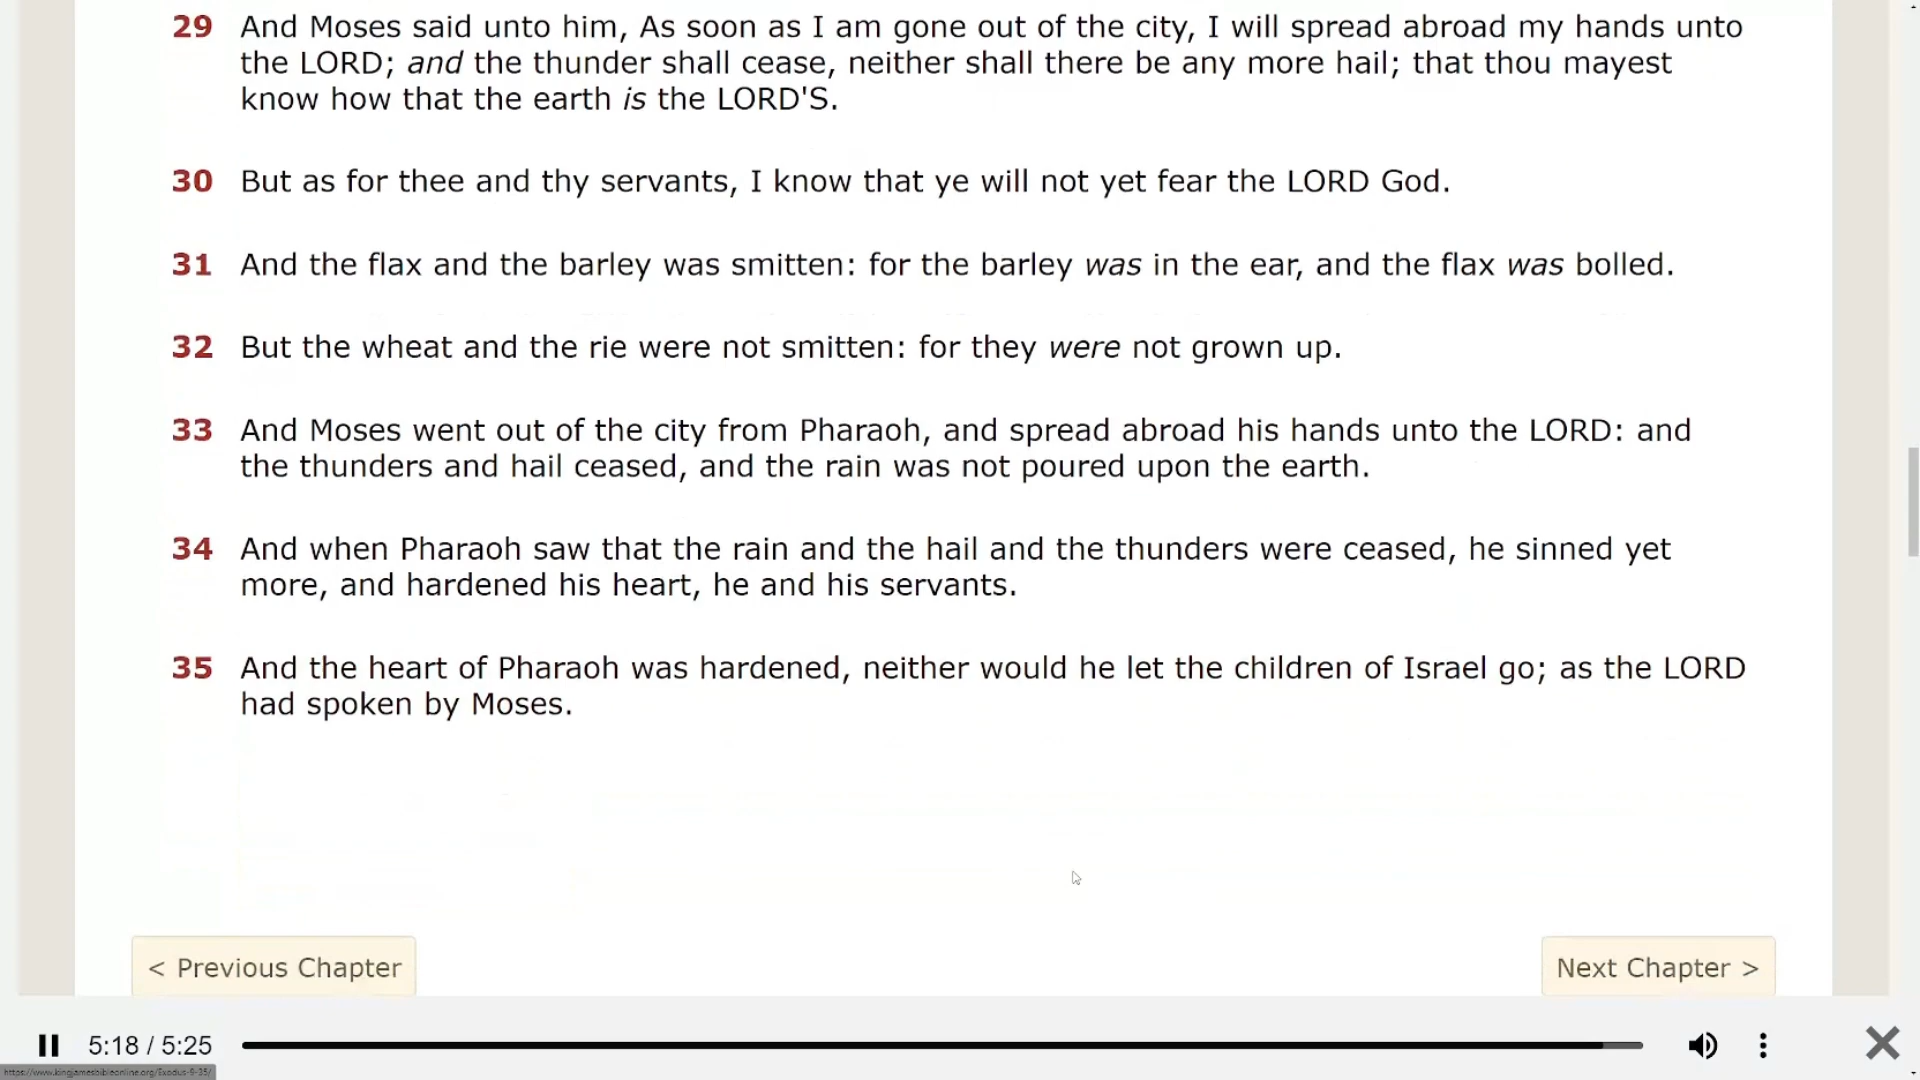 29 And Moses said unto him, As soon as I am gone out of the city, I will spread abroad my hands unto
the LORD; and the thunder shall cease, neither shall there be any more hail; that thou mayest
know how that the earth is the LORD'S.
30 But as for thee and thy servants, I know that ye will not yet fear the LORD God.
31 And the flax and the barley was smitten: for the barley was in the ear, and the flax was bolled.
32 But the wheat and the rie were not smitten: for they were not grown up.
33 And Moses went out of the city from Pharaoh, and spread abroad his hands unto the LORD: and
the thunders and hail ceased, and the rain was not poured upon the earth.
34 And when Pharaoh saw that the rain and the hail and the thunders were ceased, he sinned yet
more, and hardened his heart, he and his servants.
35 And the heart of Pharaoh was hardened, neither would he let the children of Israel go; as the LORD
had spoken by Moses.
< Previous Chapter
Next Chapter >
5:18 / 5:25
https://www.kingjamesbibleonline.org/Exodus-9-35/